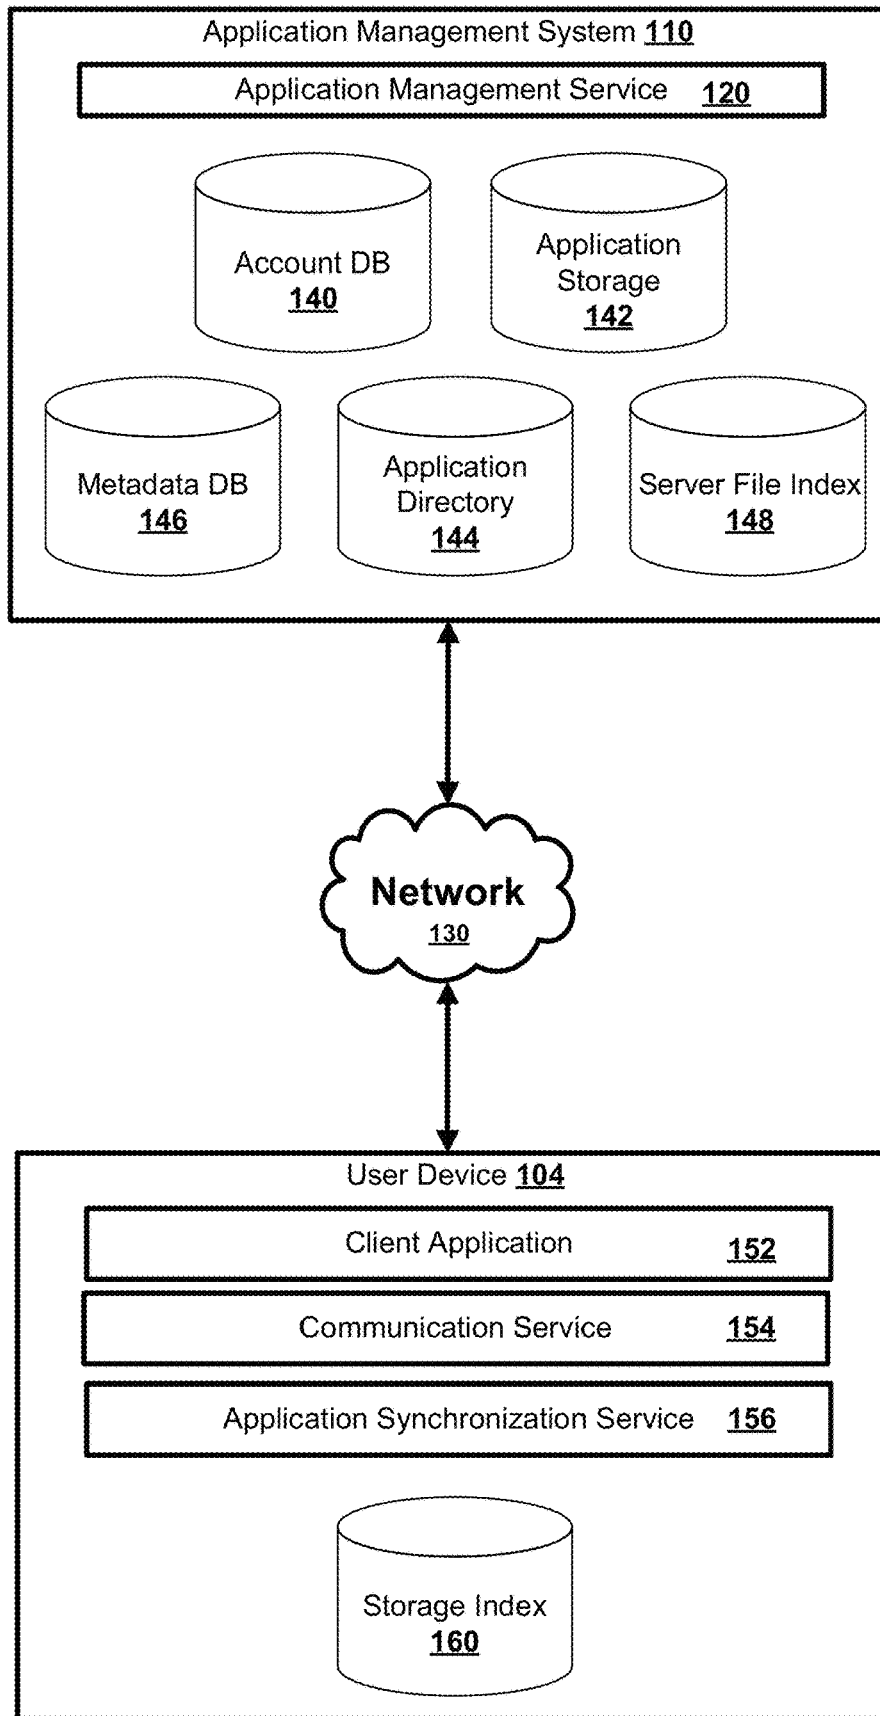 Application Management System 110
Application Management Service 120
Account DB
140
Application
Storage
142
Metadata DB
146
Application
Directory
144
Server File Index
148
Network
130
User Device 104
Client Application 152
Communication Service 154
Application Synchronization Service 156
Storage Index
160